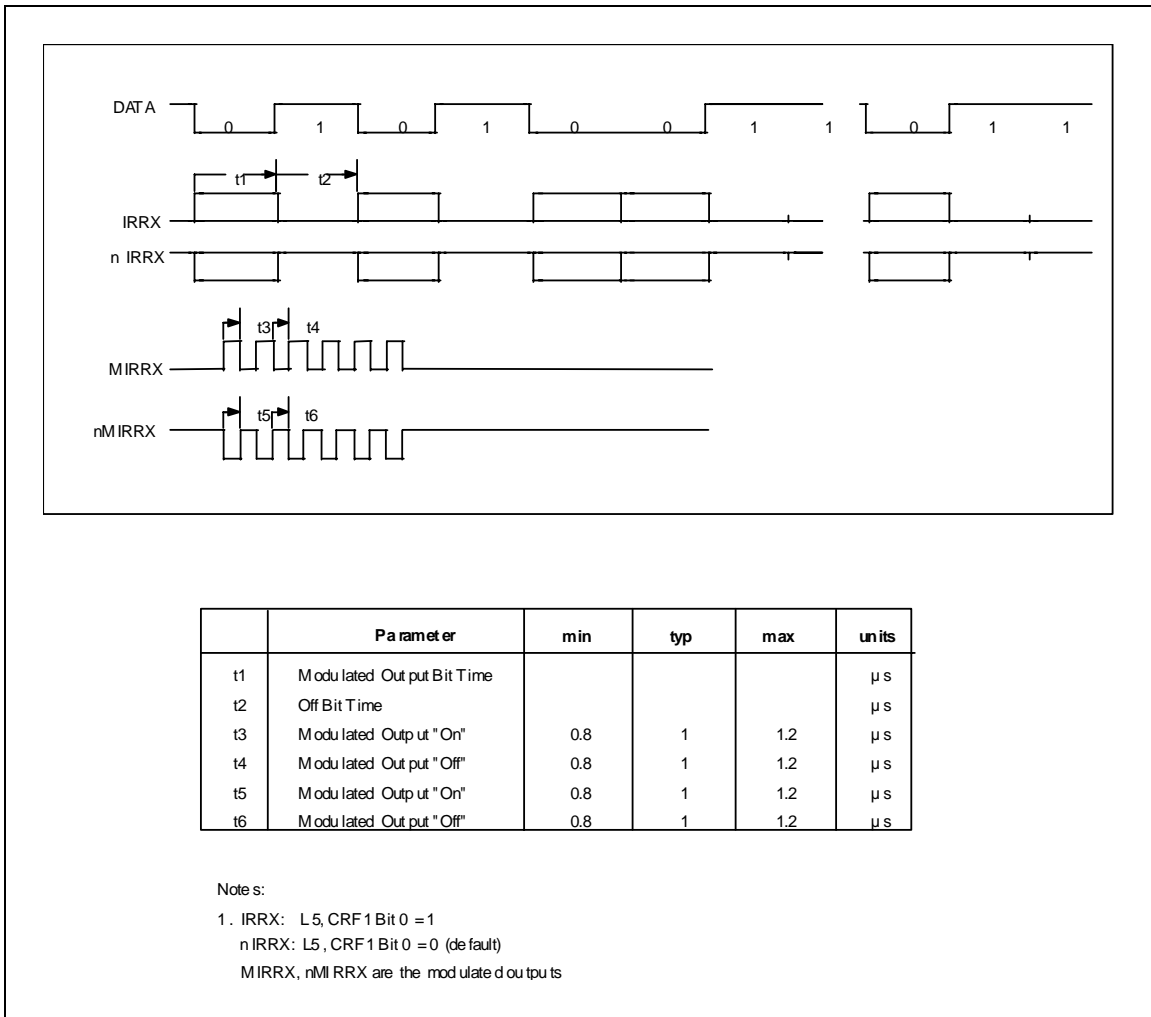 DATA 0 1 0 1 0 0 1 1 0 1 1
t1 t2
IRRX
n IRRX
t3 t4
MIRRX
t5 t6
nMIRRX
Parameter min typ max units
t1 Modulated Output Bit Time µs
t2 Off Bit Time µs
t3 Modulated Output "On" 0.8 1 1.2 µs
t4 Modulated Output "Off" 0.8 1 1.2 µs
t5 Modulated Output "On" 0.8 1 1.2 µs
t6 Modulated Output "Off" 0.8 1 1.2 µs
Notes:
1. IRRX: L5, CRF1 Bit 0 = 1
nIRRX: L5, CRF1 Bit 0 = 0 (default)
MIRRX, nMIRRX are the modulated outputs